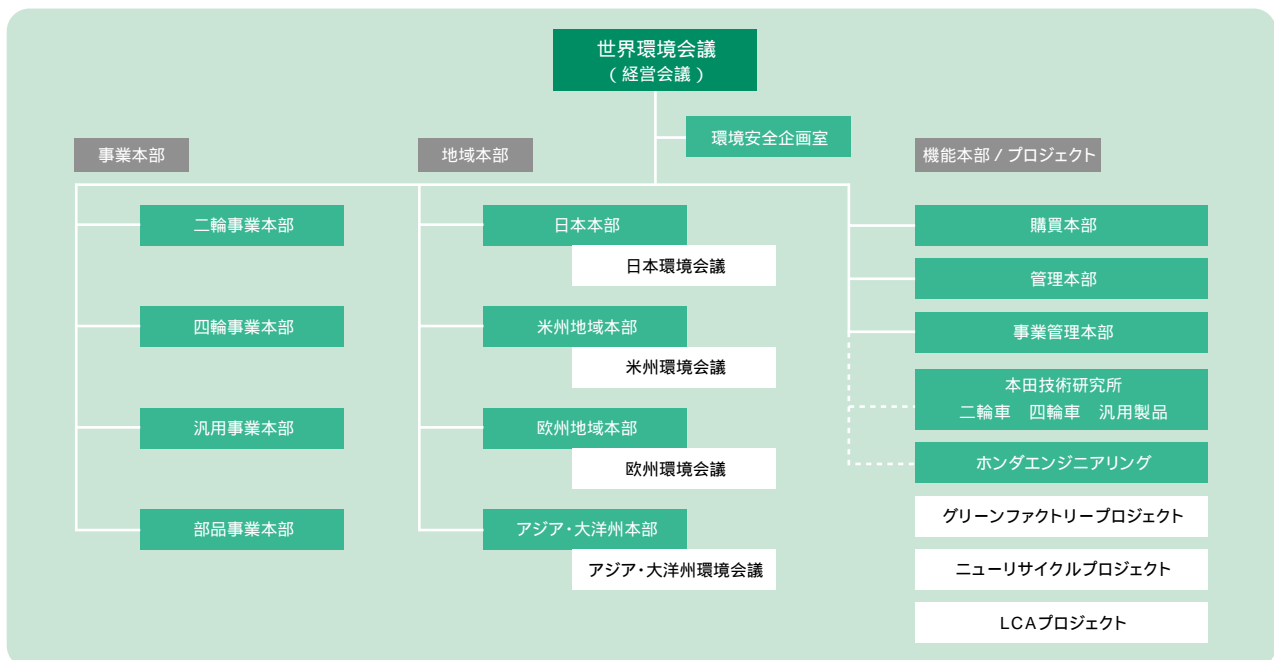 世界環境会議
(経営会議)
環境安全企画室
事業本部
二輪事業本部
四輪事業本部
汎用事業本部
部品事業本部
地域本部
日本本部
日本環境会議
米州地域本部
米州環境会議
欧州地域本部
欧州環境会議
アジア・大洋州本部
アジア・大洋州環境会議
機能本部 / プロジェクト
購買本部
管理本部
事業管理本部
本田技術研究所
二輪車 四輪車 汎用製品
ホンダエンジニアリング
グリーンファクトリープロジェクト
ニューリサイクルプロジェクト
LCAプロジェクト